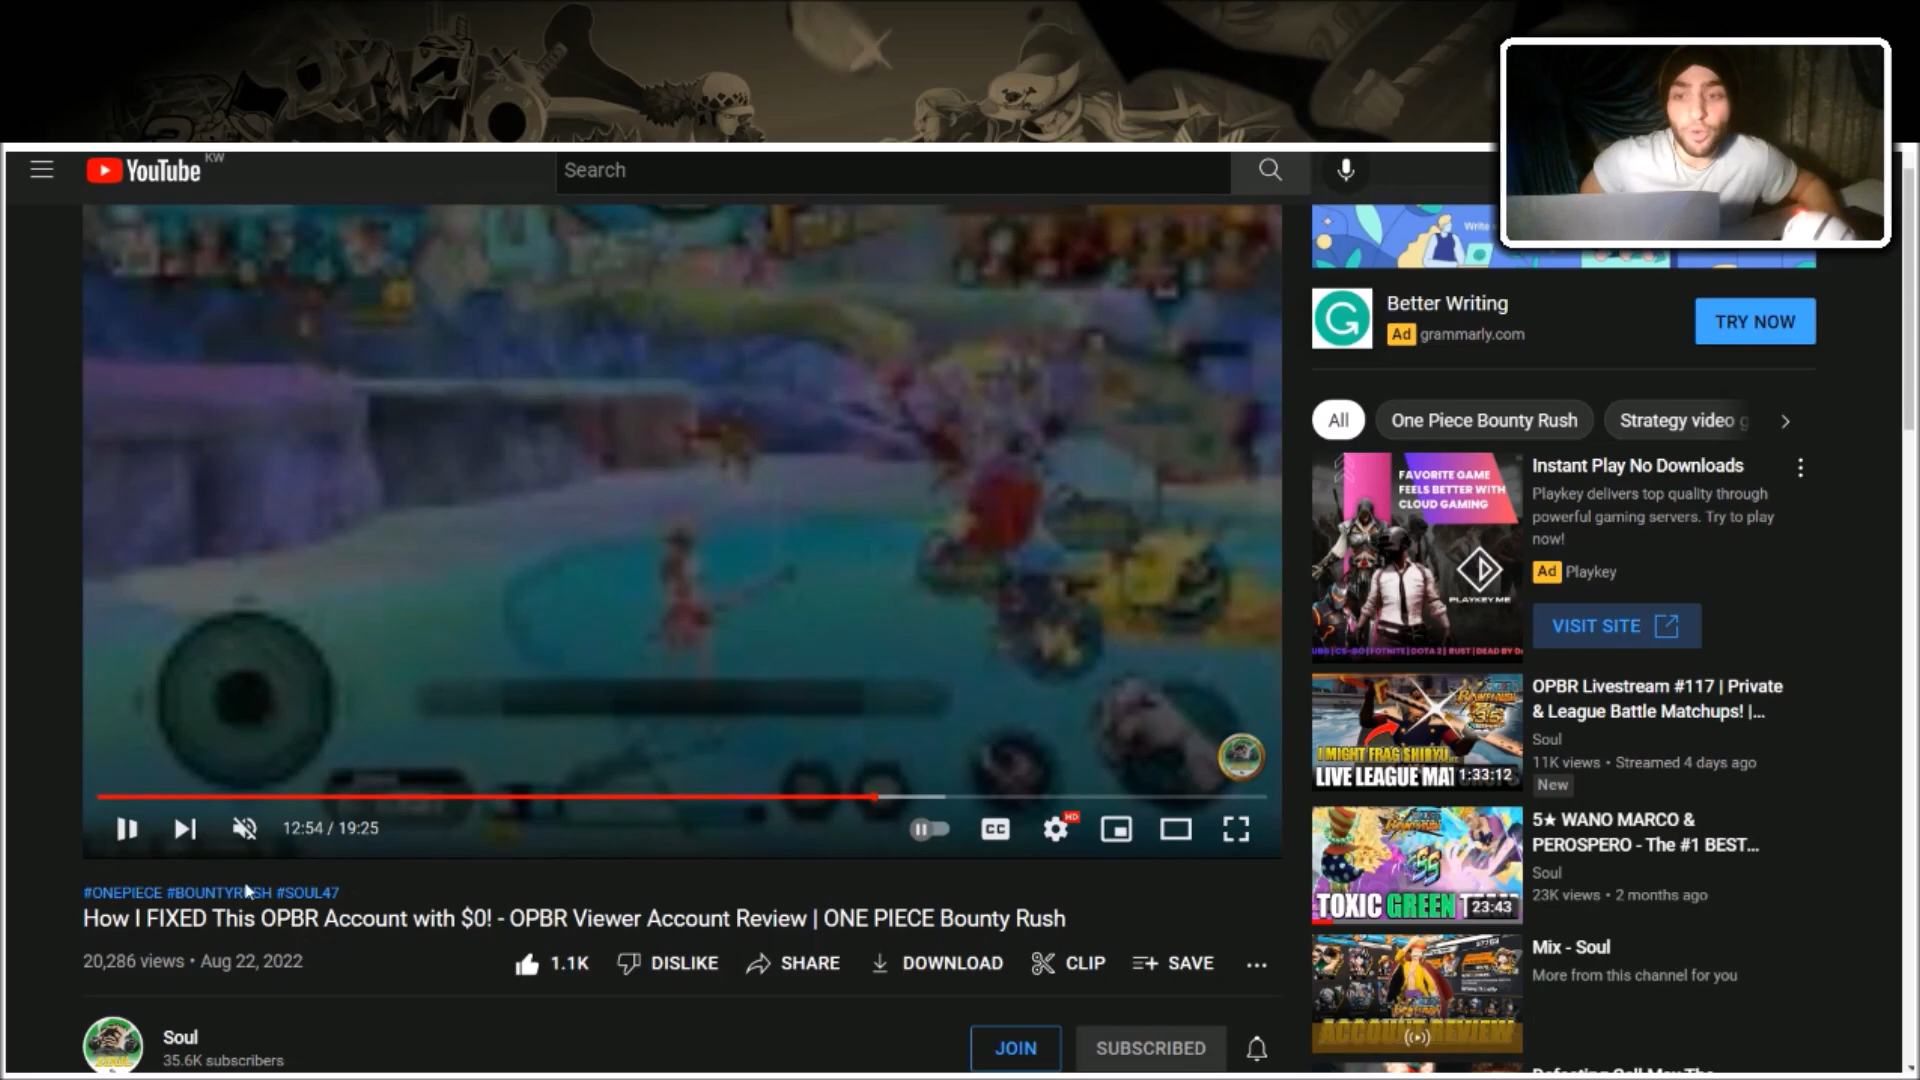 YouTube KW
Search
Write
Better Writing
Ad grammarly.com
TRY NOW
All
One Piece Bounty Rush
Strategy video g
FAVORITE GAME
FEELS BETTER WITH
CLOUD GAMING
PLAYKEY.ME
Instant Play No Downloads
Playkey delivers top quality through
powerful gaming servers. Try to play
now!
Ad Playkey
VISIT SITE
I MIGHT FRAG SHIRYU...
1:33:12
OPBR Livestream #117 | Private
& League Battle Matchups! |...
Soul
11K views • Streamed 4 days ago
New
TOXIC GREEN
23:43
5★ WANO MARCO &
PEROSPERO - The #1 BEST...
Soul
23K views • 2 months ago
ACCOUNT REVIEW
Mix - Soul
More from this channel for you
12:54 / 19:25
CC
HD
#ONEPIECE #BOUNTYRUSH #SOUL47
How I FIXED This OPBR Account with $0! - OPBR Viewer Account Review | ONE PIECE Bounty Rush
20,286 views • Aug 22, 2022
1.1K
DISLIKE
SHARE
DOWNLOAD
CLIP
SAVE
Soul
35.6K subscribers
JOIN
SUBSCRIBED